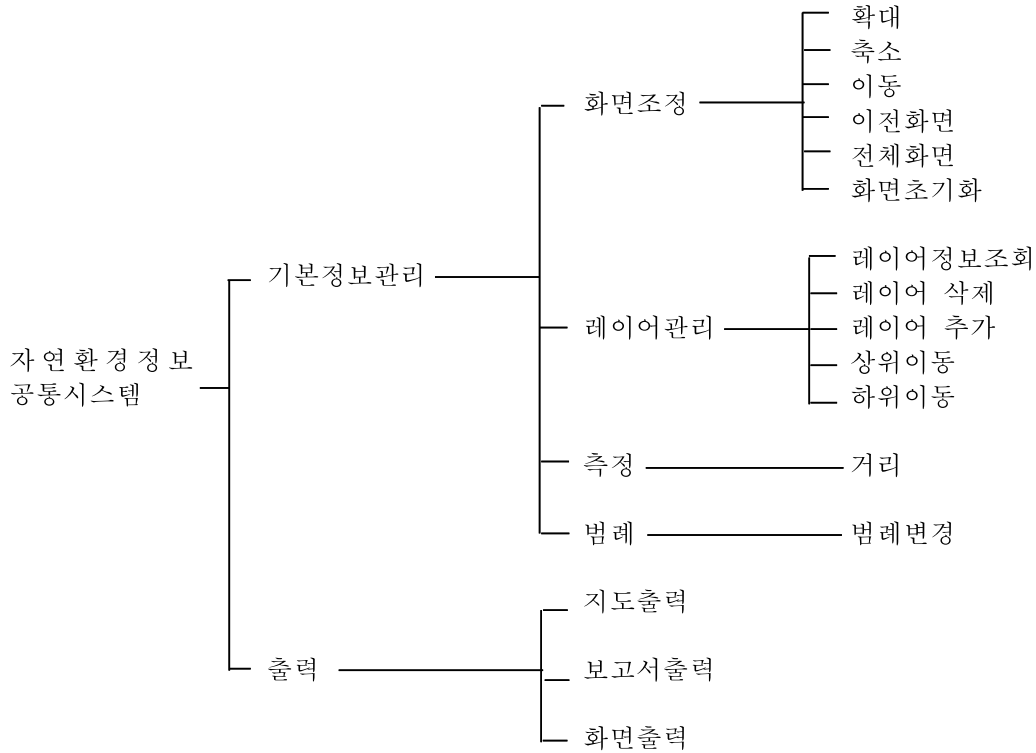 확대
축소
이동
화면조정
이전화면
전체화면
화면초기화
레이어정보조회
기본정보관리
레이어 삭제
레이어관리
레이어 추가
자연환경정보
상위이동
공통시스템
하위이동
측정
거리
범례
범례변경
지도출력
출력
보고서출력
화면출력